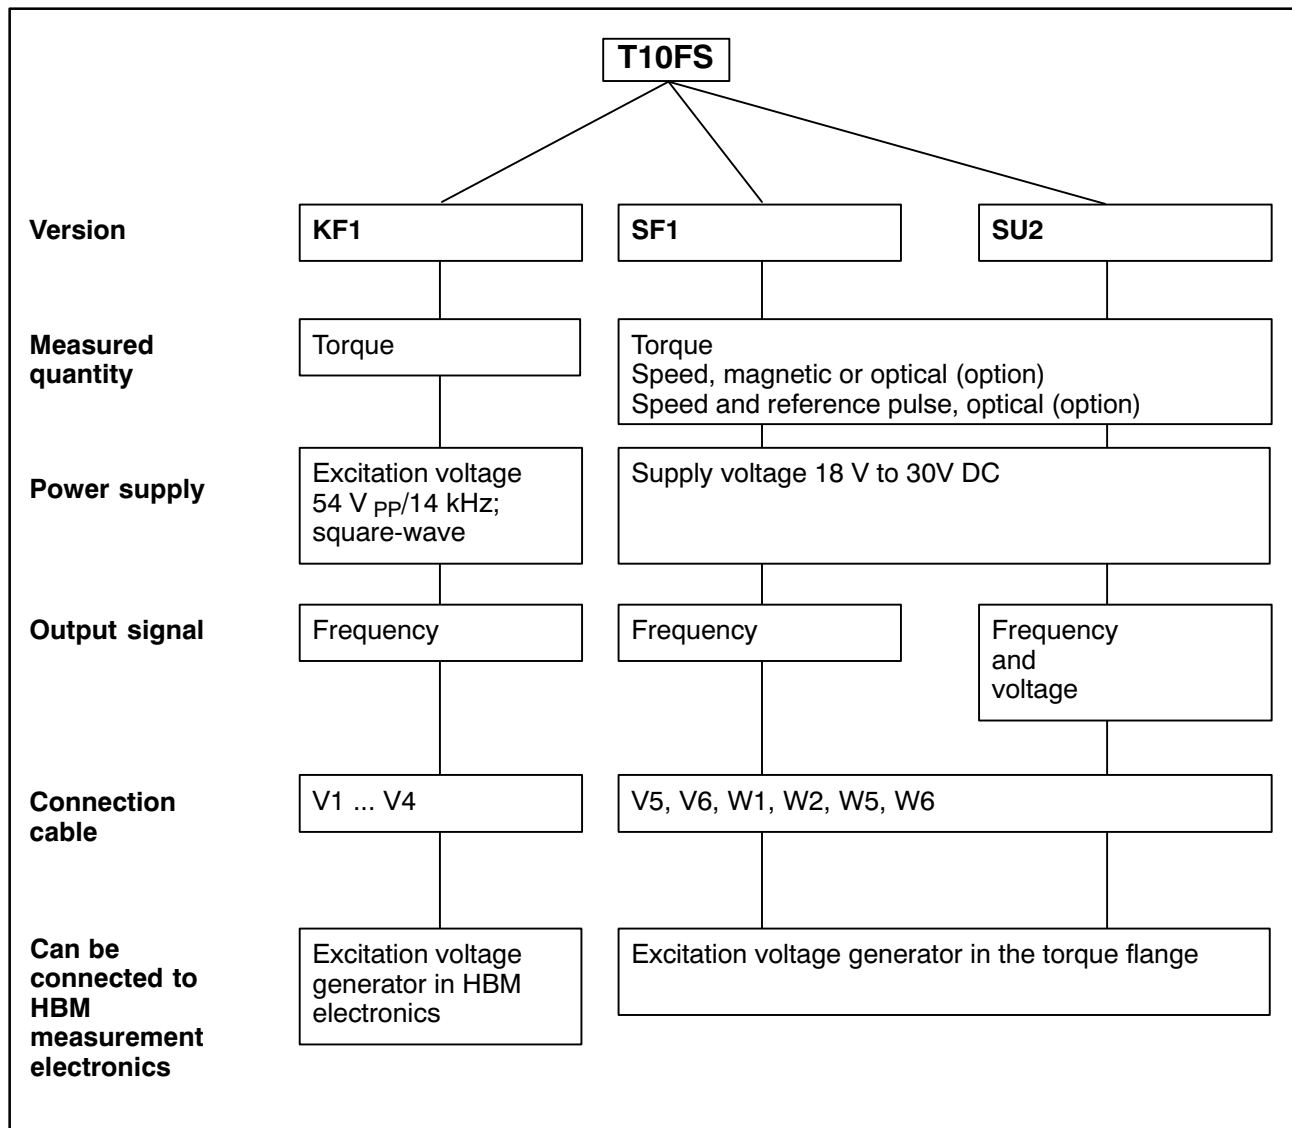 T10FS
Version
KF1
SF1
SU2
Measured
quantity
Torque
Torque
Speed, magnetic or optical (option)
Speed and reference pulse, optical (option)
Power supply
Excitation voltage
54 V PP/14 kHz;
square-wave
Supply voltage 18 V to 30V DC
Output signal
Frequency
Frequency
Frequency
and
voltage
Connection
cable
V1 ... V4
V5, V6, W1, W2, W5, W6
Can be
connected to
HBM
measurement
electronics
Excitation voltage
generator in HBM
electronics
Excitation voltage generator in the torque flange